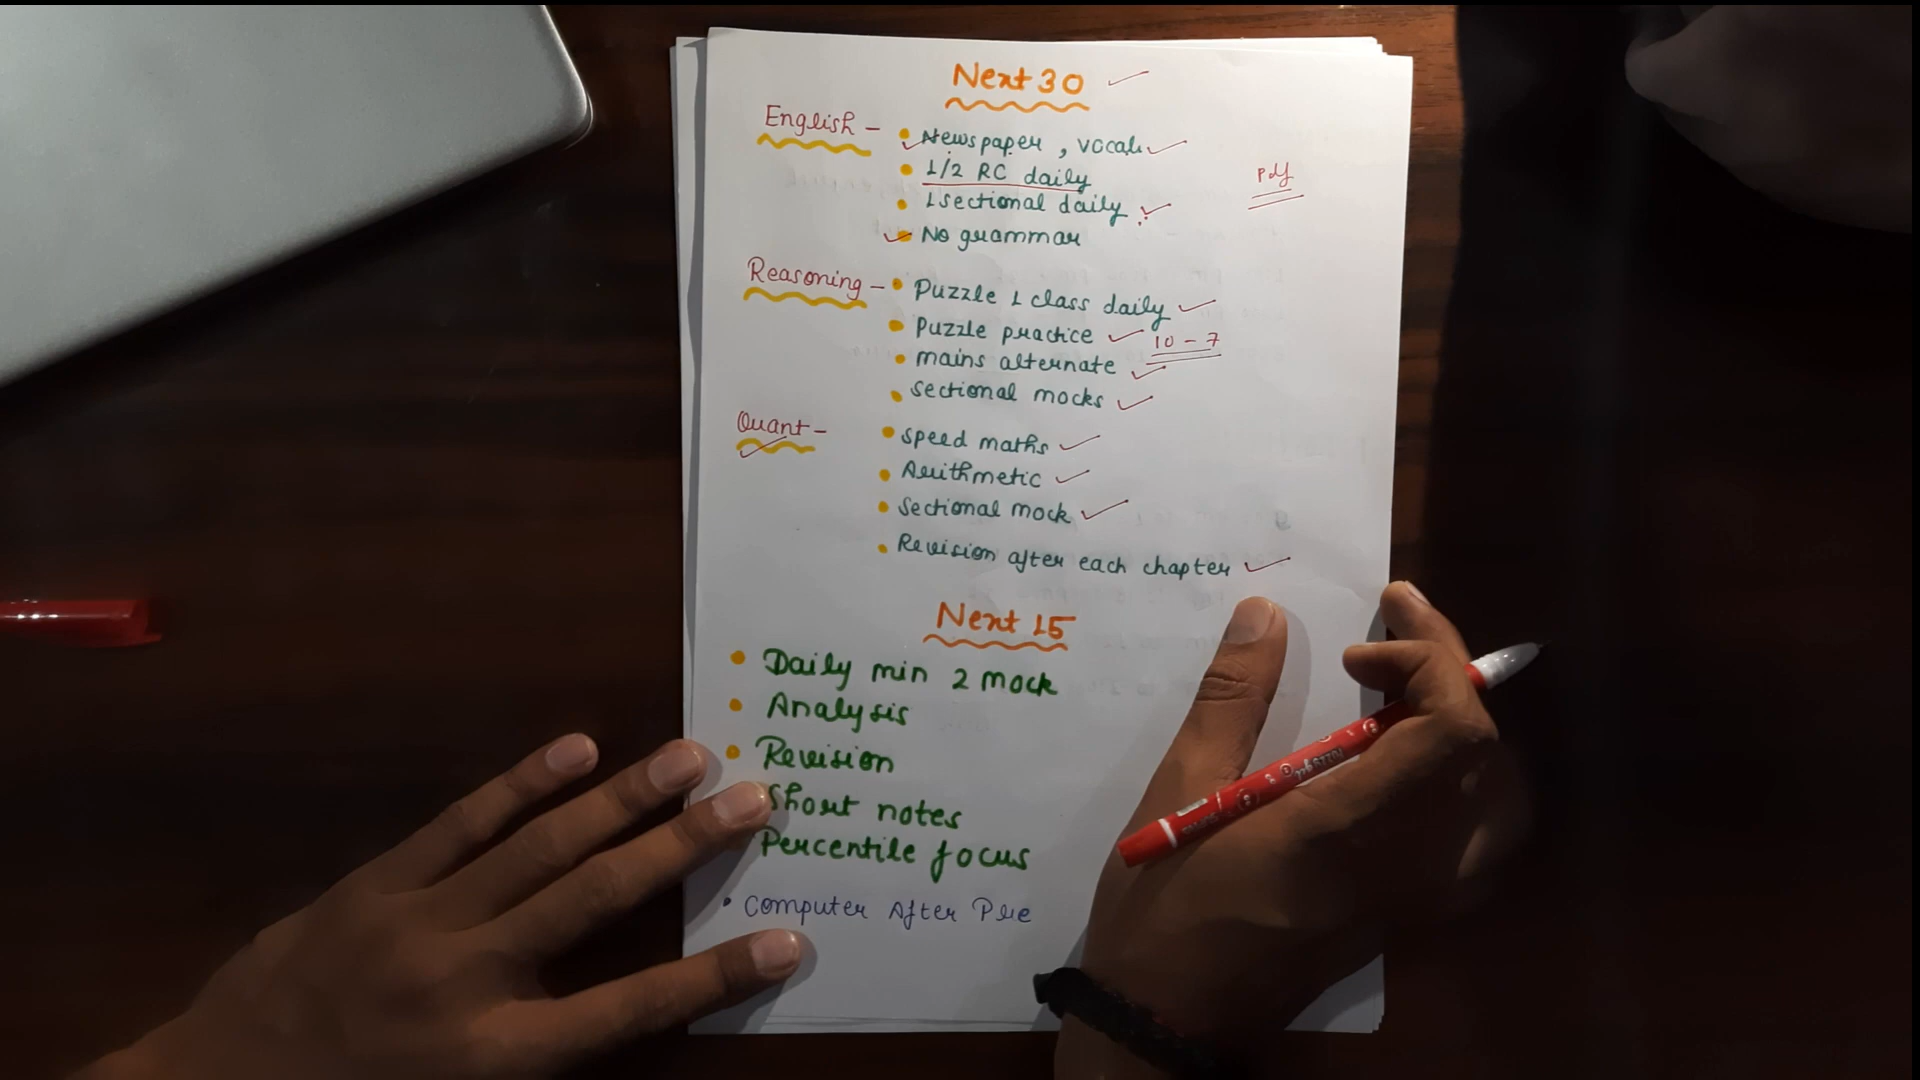 Next 30
English - Newspaper, vocab
1/2 RC daily
pdf
1 sectional daily
No grammar
Reasoning - Puzzle 1 class daily
Puzzle practice
10 - 7
mains alternate
sectional mocks
Quant - speed maths
Arithmetic
Sectional mock
Revision after each chapter
Next 15
Daily min 2 mock
Analysis
Revision
Short notes
Percentile focus
Computer After Pre